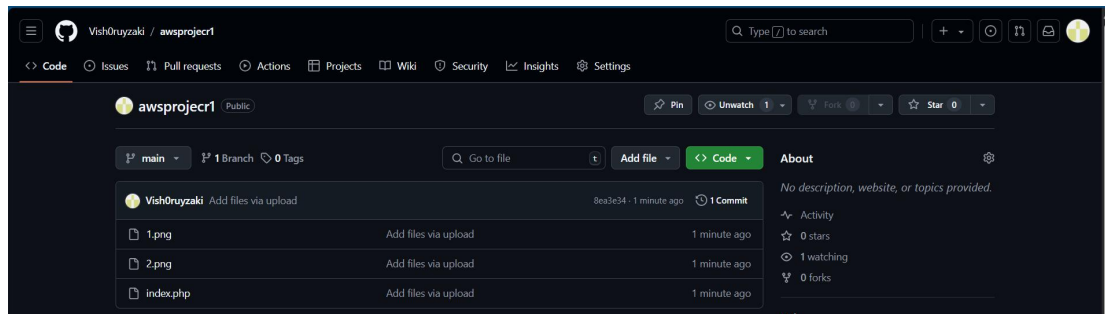 Vish0ruyzaki / awsprojecr1
Type / to search
Code Issues Pull requests Actions Projects Wiki Security Insights Settings
awsprojecr1 Public
Pin Unwatch 1 Fork 0 Star 0
main 1 Branch 0 Tags
Go to file t Add file Code
About
No description, website, or topics provided.
Vish0ruyzaki Add files via upload 8ea3e34 · 1 minute ago 1 Commit
Activity
1.png Add files via upload 1 minute ago
0 stars
2.png Add files via upload 1 minute ago
1 watching
0 forks
index.php Add files via upload 1 minute ago